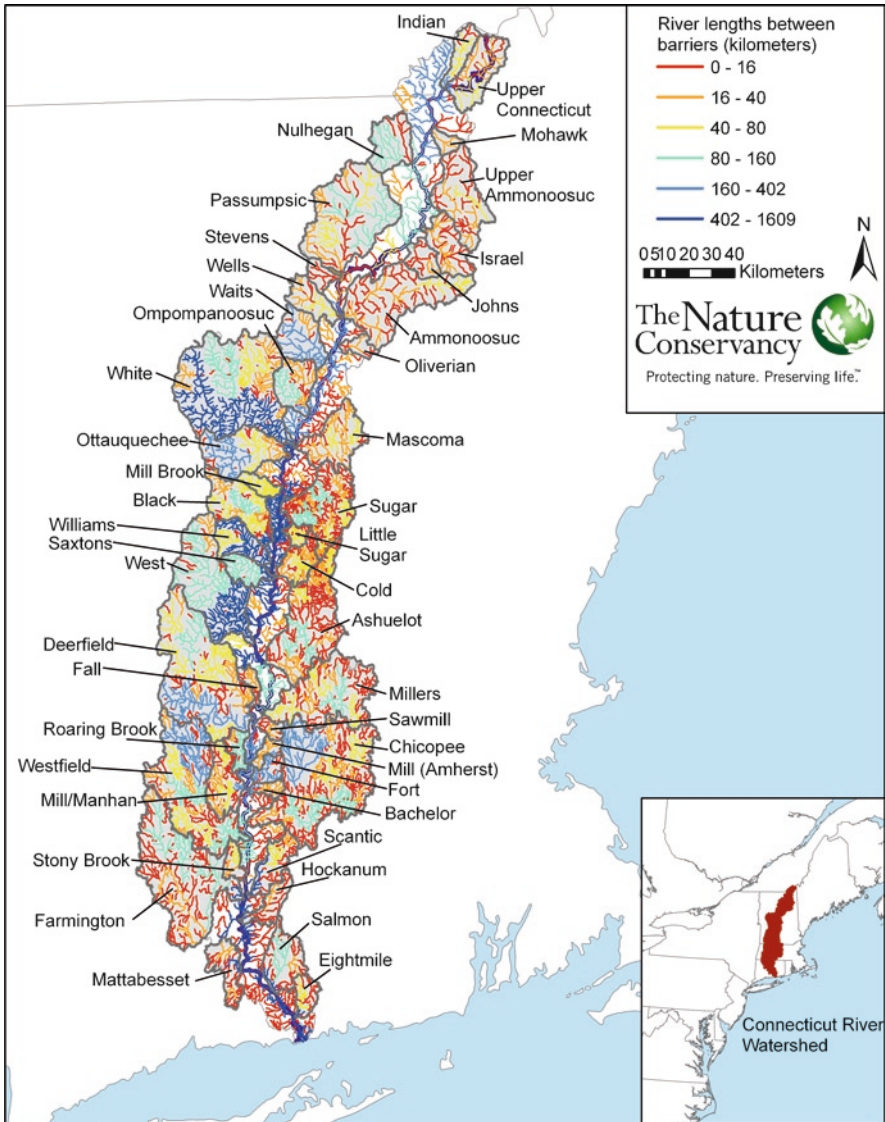 Indian
Upper
Connecticut
Nulhegan
Mohawk
Upper
Ammonoosuc
Passumpsic
Stevens
Israel
Wells
Waits
Johns
Ompompanoosuc
Ammonoosuc
Oliverian
White
Ottauquechee
Mascoma
Mill Brook
Black
Sugar
Williams
Little
Sugar
Saxtons
West
Cold
Ashuelot
Deerfield
Fall
Millers
Sawmill
Roaring Brook
Chicopee
Westfield
Mill (Amherst)
Fort
Mill/Manhan
Bachelor
Scantic
Stony Brook
Hockanum
Farmington
Salmon
Eightmile
Mattabesset
River lengths between
barriers (kilometers)
0 - 16
16 - 40
40 - 80
80 - 160
160 - 402
402 - 1609
N
0 5 10 20 30 40
Kilometers
The Nature
Conservancy
Protecting nature. Preserving life.™
Connecticut River
Watershed